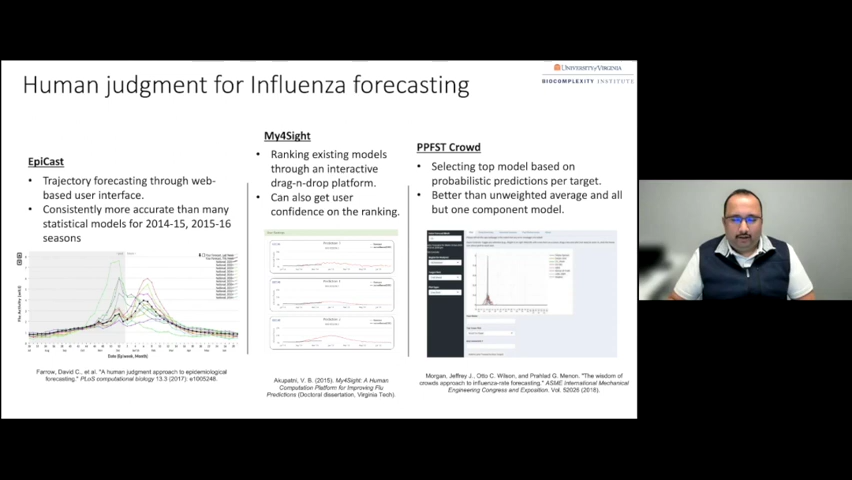 Human judgment for Influenza forecasting
UNIVERSITY of VIRGINIA
BIOCOMPLEXITY INSTITUTE
EpiCast
• Trajectory forecasting through web-
based user interface.
• Consistently more accurate than many
statistical models for 2014-15, 2015-16
seasons
Farrow, David C., et al. "A human judgment approach to epidemiological
forecasting." PLoS computational biology 13.3 (2017): e1005248.
My4Sight
• Ranking existing models
through an interactive
drag-n-drop platform.
• Can also get user
confidence on the ranking.
(2015). My4Sight: A Human
Computation Platform for Improving Flu
Predictions (Doctoral dissertation, Virginia Tech).
PPFST Crowd
• Selecting top model based on
probabilistic predictions per target.
• Better than unweighted average and all
but one component model.
Morgan, Jeffrey J., Otto C. Wilson, and Prahlad G. Menon. "The wisdom of
crowds approach to influenza-rate forecasting." ASME International Mechanical
Engineering Congress and Exposition. Vol. 52026 (2018).